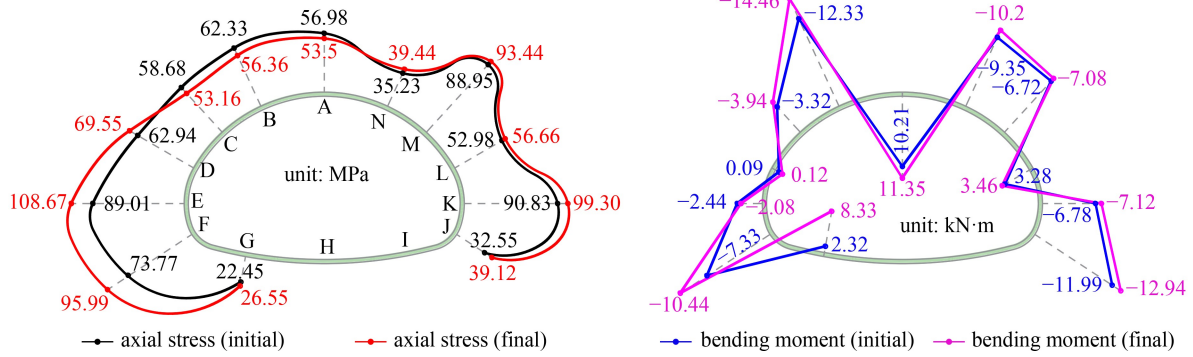 56.98
62.33
53.5
39.44
93.44
58.68
56.36
35.23
88.95
53.16
69.55
62.94
52.98
56.66
A
B
N
C
M
D
L
unit: MPa
108.67
89.01
E
K
90.83
99.30
F
J
G
H
I
73.77
22.45
32.55
39.12
95.99
26.55
axial stress (initial)
axial stress (final)
−14.46
−12.33
−10.2
−9.35
−7.08
−6.72
−3.94
−3.32
10.21
0.09
0.12
11.35
3.46
3.28
−2.44
−2.08
8.33
−6.78
−7.12
unit: kN·m
−7.33
2.32
−10.44
−11.99
−12.94
bending moment (initial)
bending moment (final)